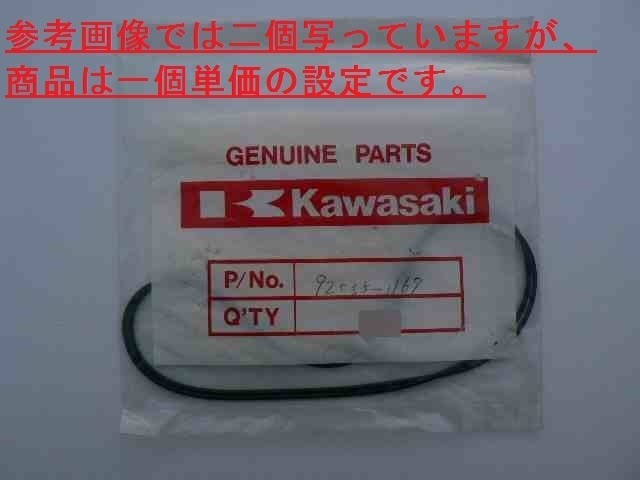 参考画像では二個写っていますが、
商品は一個単価の設定です。
GENUINE PARTS
Kawasaki
P/No.
Q'TY